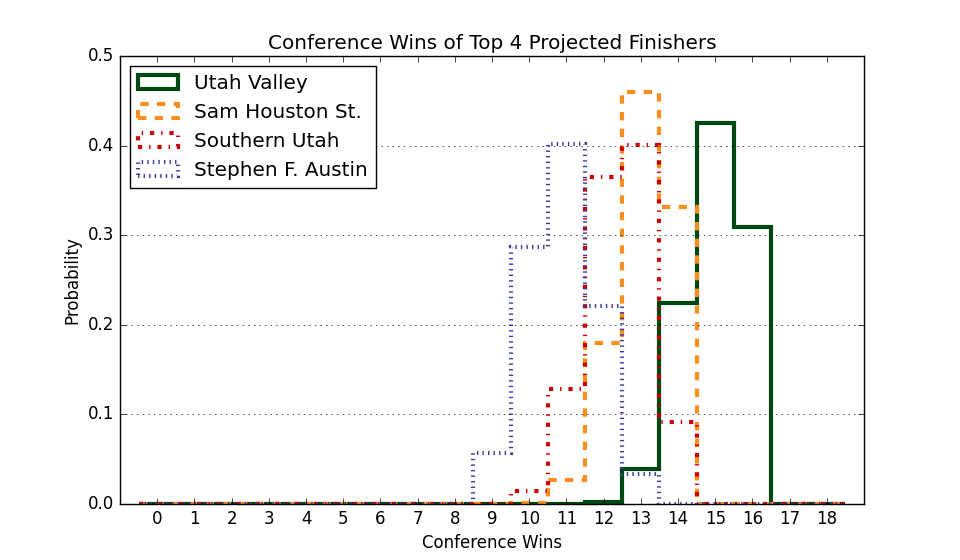 Conference Wins of Top 4 Projected Finishers
0.5
0.4
0.3
0.2
0.1
0.0
Probability
Utah Valley
Sam Houston St.
Southern Utah
Stephen F. Austin
0 1 2 3 4 5 6 7 8 9 10 11 12 13 14 15 16 17 18
Conference Wins